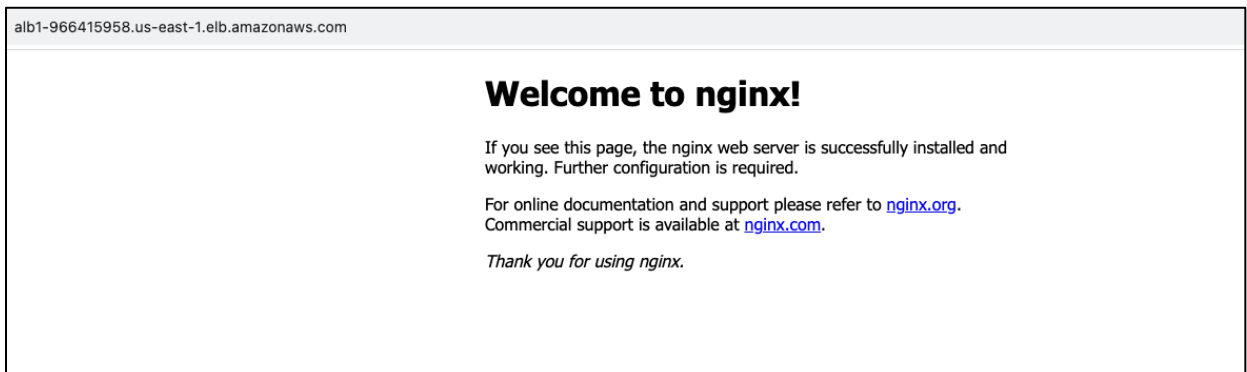 alb1-966415958.us-east-1.elb.amazonaws.com
Welcome to nginx!
If you see this page, the nginx web server is successfully installed and
working. Further configuration is required.
For online documentation and support please refer to nginx.org.
Commercial support is available at nginx.com.
Thank you for using nginx.